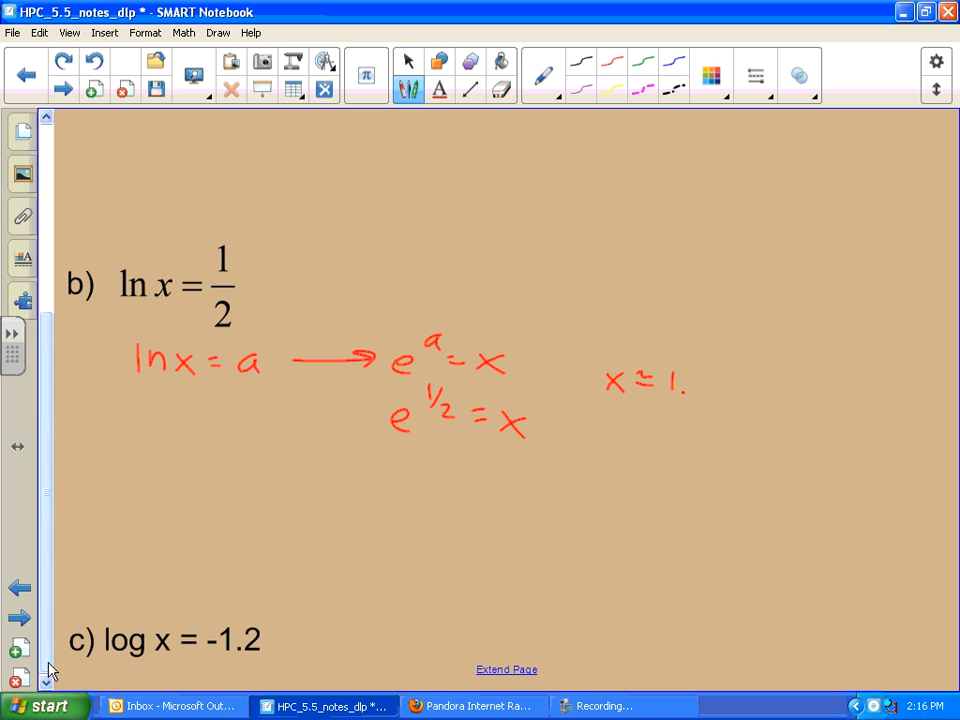 HPC_5.5_notes_dlp * - SMART Notebook
File Edit View Insert Format Math Draw Help
π
A
b) ln x = 1/2
ln x = a → e^a = x
x ≈ 1.
e^1/2 = x
c) log x = -1.2
Extend Page
start Inbox - Microsoft Out... HPC_5.5_notes_dlp *... Pandora Internet Ra... Recording... 2:16 PM